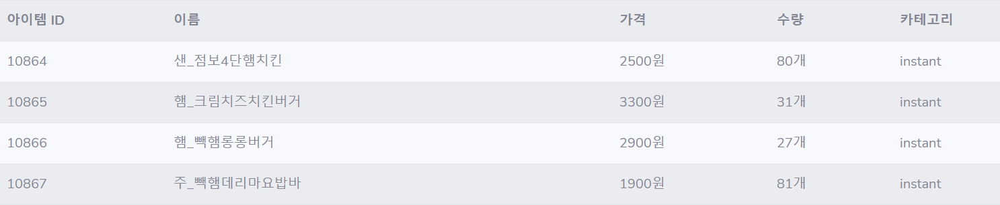 아이템 ID 이름 가격 수량 카테고리
10864 샌_점보4단햄치킨 2500원 80개 instant
10865 햄_크림치즈치킨버거 3300원 31개 instant
10866 햄_빽햄롱롱버거 2900원 27개 instant
10867 주_빽햄데리마요밥바 1900원 81개 instant